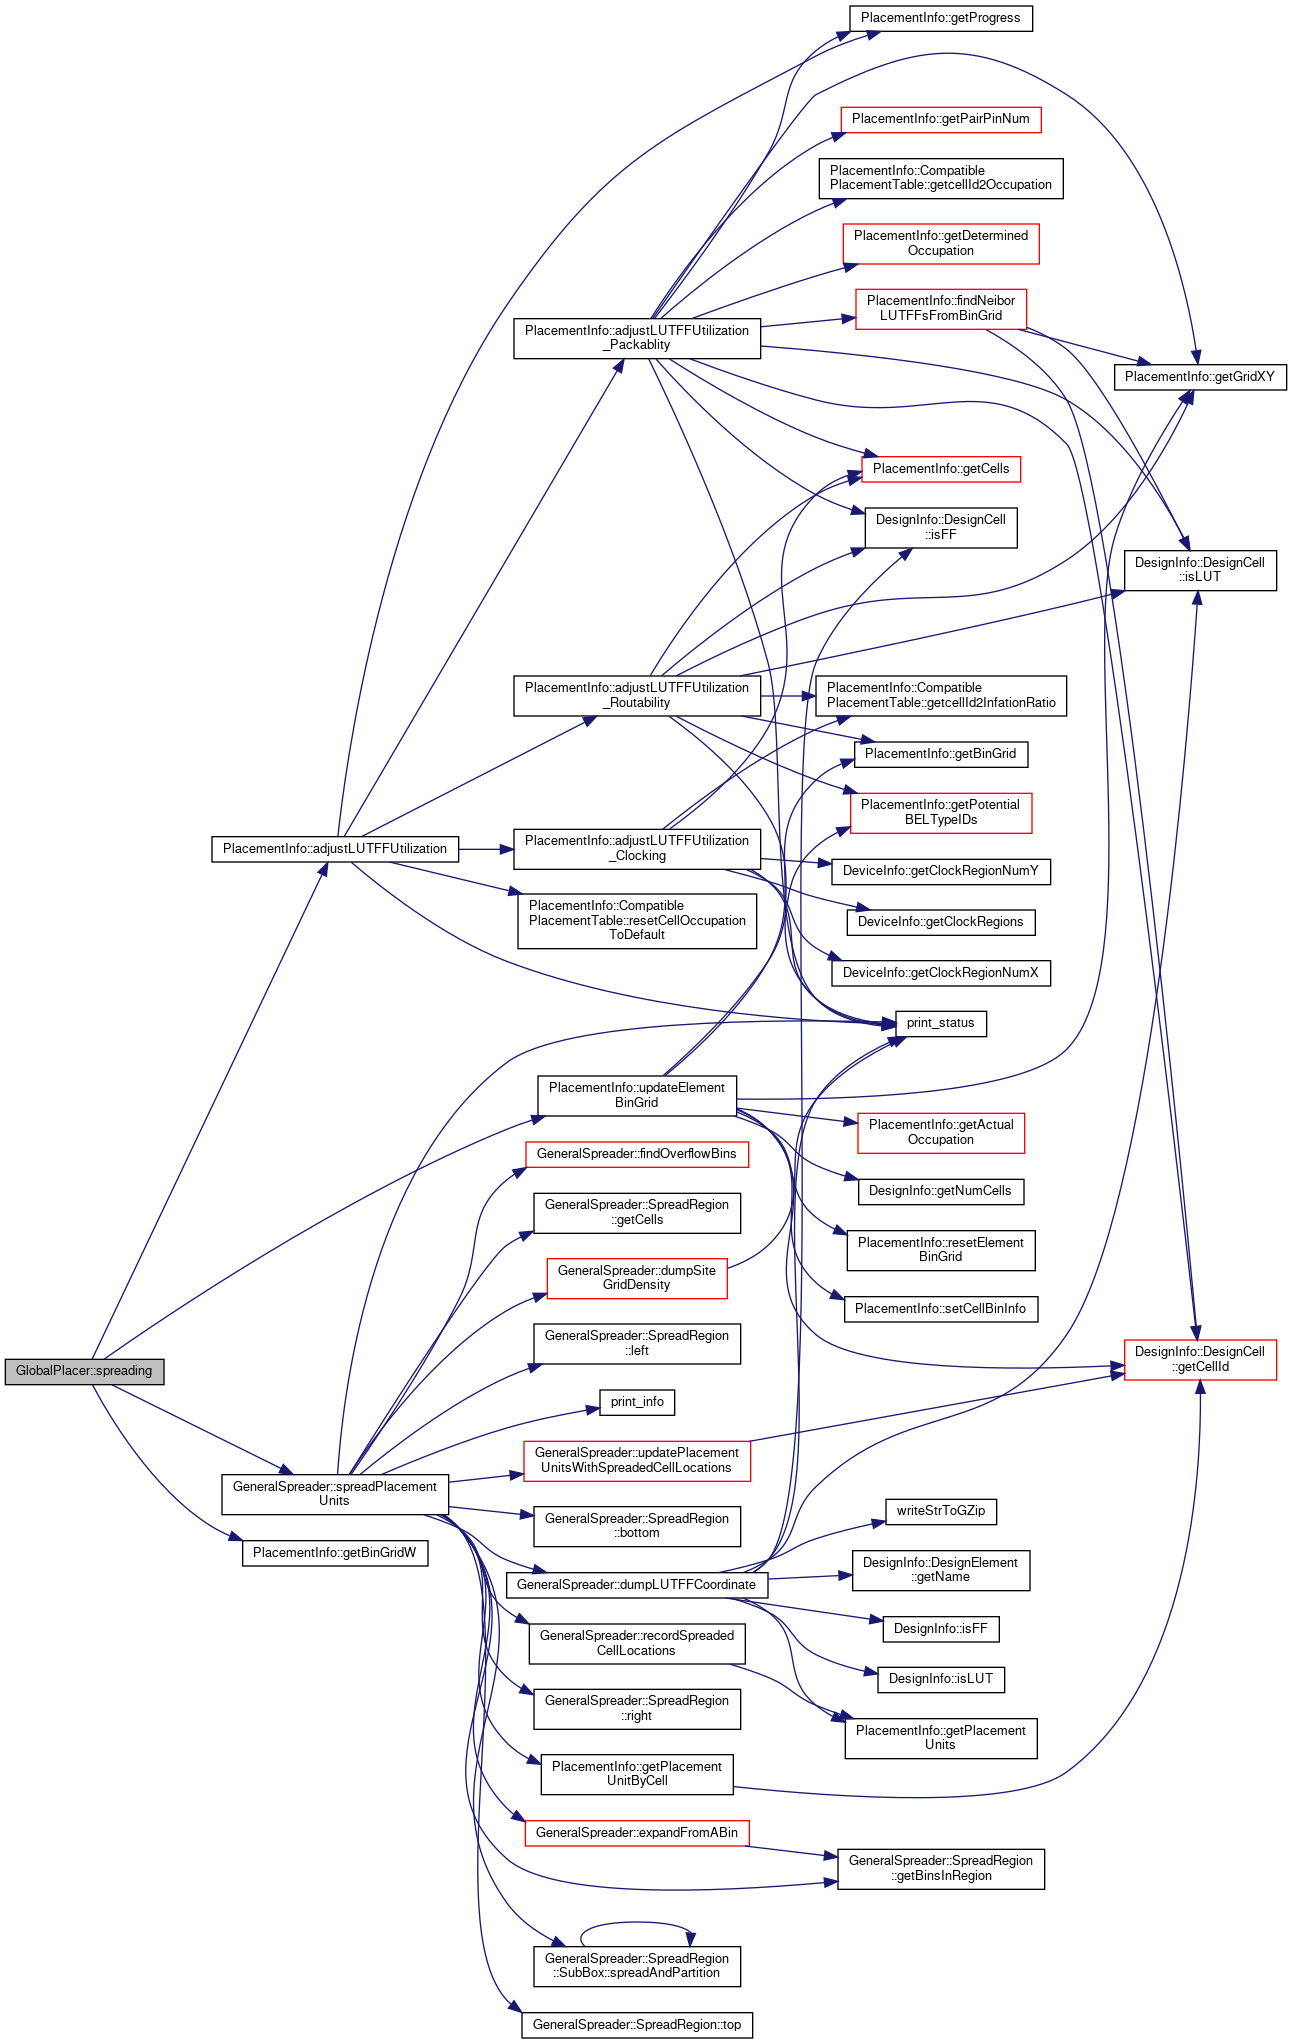 PlacementInfo::getProgress
PlacementInfo::getPairPinNum
PlacementInfo::Compatible
PlacementTable::getcellId2Occupation
PlacementInfo::getDetermined
Occupation
PlacementInfo::findNeibor
LUTFFsFromBinGrid
PlacementInfo::adjustLUTFFUtilization
_Packablity
PlacementInfo::getGridXY
PlacementInfo::getCells
DesignInfo::DesignCell
::isFF
DesignInfo::DesignCell
::isLUT
PlacementInfo::adjustLUTFFUtilization
_Routability
PlacementInfo::Compatible
PlacementTable::getcellId2InfationRatio
PlacementInfo::getBinGrid
PlacementInfo::getPotential
BELTypeIDs
PlacementInfo::adjustLUTFFUtilization
PlacementInfo::adjustLUTFFUtilization
_Clocking
DeviceInfo::getClockRegionNumY
PlacementInfo::Compatible
PlacementTable::resetCellOccupation
ToDefault
DeviceInfo::getClockRegions
DeviceInfo::getClockRegionNumX
print_status
PlacementInfo::updateElement
BinGrid
PlacementInfo::getActual
Occupation
GeneralSpreader::findOverflowBins
DesignInfo::getNumCells
GeneralSpreader::SpreadRegion
::getCells
PlacementInfo::resetElement
BinGrid
GeneralSpreader::dumpSite
GridDensity
PlacementInfo::setCellBinInfo
GeneralSpreader::SpreadRegion
::left
DesignInfo::DesignCell
::getCellId
GlobalPlacer::spreading
print_info
GeneralSpreader::updatePlacement
UnitsWithSpreadedCellLocations
GeneralSpreader::spreadPlacement
Units
GeneralSpreader::SpreadRegion
::bottom
writeStrToGZip
PlacementInfo::getBinGridW
GeneralSpreader::dumpLUTFFCoordinate
DesignInfo::DesignElement
::getName
DesignInfo::isFF
GeneralSpreader::recordSpreaded
CellLocations
DesignInfo::isLUT
GeneralSpreader::SpreadRegion
::right
PlacementInfo::getPlacement
Units
PlacementInfo::getPlacement
UnitByCell
GeneralSpreader::expandFromABin
GeneralSpreader::SpreadRegion
::getBinsInRegion
GeneralSpreader::SpreadRegion
::SubBox::spreadAndPartition
GeneralSpreader::SpreadRegion::top